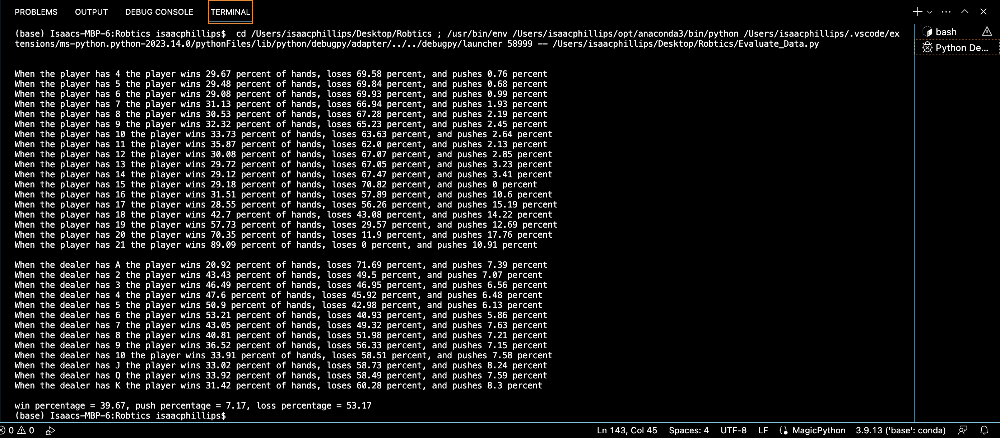 PROBLEMS OUTPUT DEBUG CONSOLE TERMINAL
(base) Isaacs-MBP-6:Robtics isaacphillips$  cd /Users/isaacphillips/Desktop/Robtics ; /usr/bin/env /Users/isaacphillips/opt/anaconda3/bin/python /Users/isaacphillips/.vscode/ex
tensions/ms-python.python-2023.14.0/pythonFiles/lib/python/debugpy/adapter/../../debugpy/launcher 58999 -- /Users/isaacphillips/Desktop/Robtics/Evaluate_Data.py
bash
Python De...
When the player has 4 the player wins 29.67 percent of hands, loses 69.58 percent, and pushes 0.76 percent
When the player has 5 the player wins 29.48 percent of hands, loses 69.84 percent, and pushes 0.68 percent
When the player has 6 the player wins 29.08 percent of hands, loses 69.93 percent, and pushes 0.99 percent
When the player has 7 the player wins 31.13 percent of hands, loses 66.94 percent, and pushes 1.93 percent
When the player has 8 the player wins 30.53 percent of hands, loses 67.28 percent, and pushes 2.19 percent
When the player has 9 the player wins 32.32 percent of hands, loses 65.23 percent, and pushes 2.45 percent
When the player has 10 the player wins 33.73 percent of hands, loses 63.63 percent, and pushes 2.64 percent
When the player has 11 the player wins 35.87 percent of hands, loses 62.0 percent, and pushes 2.13 percent
When the player has 12 the player wins 30.08 percent of hands, loses 67.07 percent, and pushes 2.85 percent
When the player has 13 the player wins 29.72 percent of hands, loses 67.05 percent, and pushes 3.23 percent
When the player has 14 the player wins 29.12 percent of hands, loses 67.47 percent, and pushes 3.41 percent
When the player has 15 the player wins 29.18 percent of hands, loses 70.82 percent, and pushes 0 percent
When the player has 16 the player wins 31.51 percent of hands, loses 57.89 percent, and pushes 10.6 percent
When the player has 17 the player wins 28.55 percent of hands, loses 56.26 percent, and pushes 15.19 percent
When the player has 18 the player wins 42.7 percent of hands, loses 43.08 percent, and pushes 14.22 percent
When the player has 19 the player wins 57.73 percent of hands, loses 29.57 percent, and pushes 12.69 percent
When the player has 20 the player wins 70.35 percent of hands, loses 11.9 percent, and pushes 17.76 percent
When the player has 21 the player wins 89.09 percent of hands, loses 0 percent, and pushes 10.91 percent
When the dealer has A the player wins 20.92 percent of hands, loses 71.69 percent, and pushes 7.39 percent
When the dealer has 2 the player wins 43.43 percent of hands, loses 49.5 percent, and pushes 7.07 percent
When the dealer has 3 the player wins 46.49 percent of hands, loses 46.95 percent, and pushes 6.56 percent
When the dealer has 4 the player wins 47.6 percent of hands, loses 45.92 percent, and pushes 6.48 percent
When the dealer has 5 the player wins 50.9 percent of hands, loses 42.98 percent, and pushes 6.13 percent
When the dealer has 6 the player wins 53.21 percent of hands, loses 40.93 percent, and pushes 5.86 percent
When the dealer has 7 the player wins 43.05 percent of hands, loses 49.32 percent, and pushes 7.63 percent
When the dealer has 8 the player wins 40.81 percent of hands, loses 51.98 percent, and pushes 7.21 percent
When the dealer has 9 the player wins 36.52 percent of hands, loses 56.33 percent, and pushes 7.15 percent
When the dealer has 10 the player wins 33.91 percent of hands, loses 58.51 percent, and pushes 7.58 percent
When the dealer has J the player wins 33.02 percent of hands, loses 58.73 percent, and pushes 8.24 percent
When the dealer has Q the player wins 33.92 percent of hands, loses 58.49 percent, and pushes 7.59 percent
When the dealer has K the player wins 31.42 percent of hands, loses 60.28 percent, and pushes 8.3 percent
win percentage = 39.67, push percentage = 7.17, loss percentage = 53.17
(base) Isaacs-MBP-6:Robtics isaacphillips$
0 0 Ln 143, Col 45 Spaces: 4 UTF-8 LF MagicPython 3.9.13 ('base': conda)